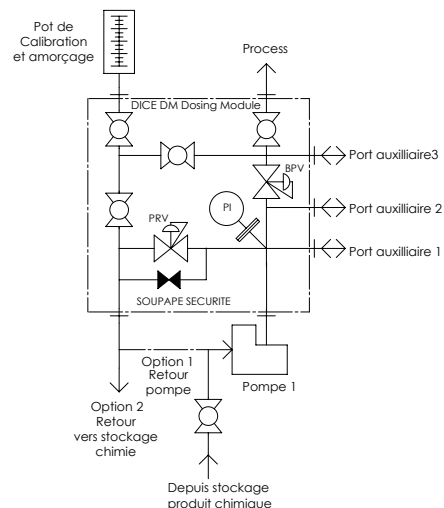 Pot de
Calibration
et amorçage
Process
DICE DM Dosing Module
BPV
Port auxilliaire3
PI
Port auxilliaire 2
PRV
Port auxilliaire 1
SOUPAPE SECURITE
Option 1
Retour
pompe
Pompe 1
Option 2
Retour
vers stockage
chimie
Depuis stockage
produit chimique